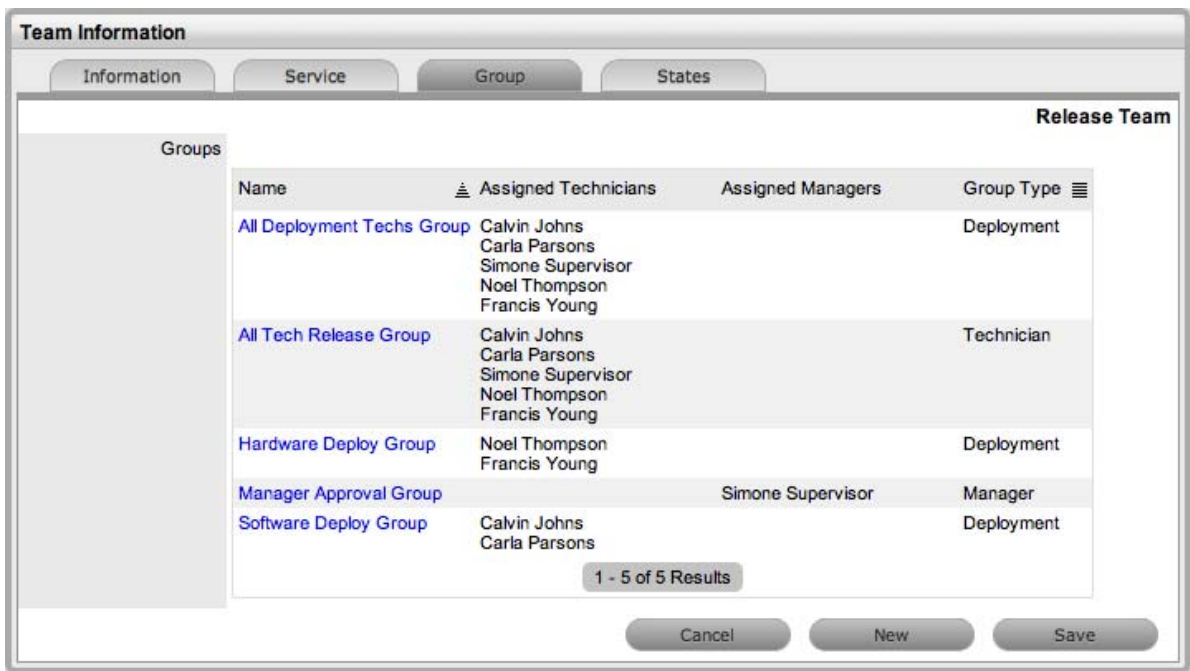 Team Information
Information Service Group States
Release Team
Groups
Name Assigned Technicians Assigned Managers Group Type
All Deployment Techs Group Calvin Johns Deployment
Carla Parsons
Simone Supervisor
Noel Thompson
Francis Young
All Tech Release Group Calvin Johns Technician
Carla Parsons
Simone Supervisor
Noel Thompson
Francis Young
Hardware Deploy Group Noel Thompson Deployment
Francis Young
Manager Approval Group Simone Supervisor Manager
Software Deploy Group Calvin Johns Deployment
Carla Parsons
1 - 5 of 5 Results
Cancel New Save